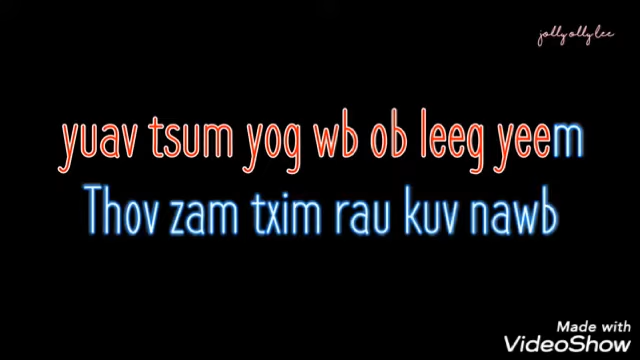 jollyollylee
yuav tsum yog wb ob leeg yeem
Thov zam txim rau kuv nawb
Made with
VideoShow